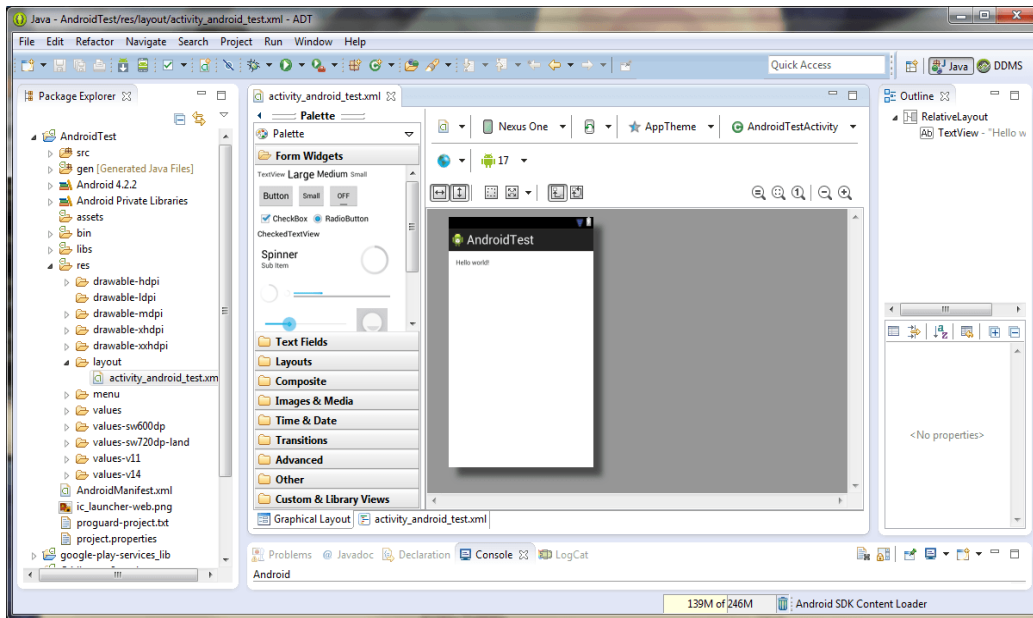 Java - AndroidTest/res/layout/activity_android_test.xml - ADT
File Edit Refactor Navigate Search Project Run Window Help
Quick Access
Java
DDMS
Package Explorer
AndroidTest
src
gen [Generated Java Files]
Android 4.2.2
Android Private Libraries
assets
bin
libs
res
drawable-hdpi
drawable-ldpi
drawable-mdpi
drawable-xhdpi
drawable-xxhdpi
layout
activity_android_test.xm
menu
values
values-sw600dp
values-sw720dp-land
values-v11
values-v14
AndroidManifest.xml
ic_launcher-web.png
proguard-project.txt
project.properties
google-play-services_lib
activity_android_test.xml
Palette
Palette
Form Widgets
TextView Large Medium Small
Button Small OFF
CheckBox RadioButton
CheckedTextView
Spinner
Sub Item
Text Fields
Layouts
Composite
Images & Media
Time & Date
Transitions
Advanced
Other
Custom & Library Views
Nexus One
AppTheme
AndroidTestActivity
17
AndroidTest
Hello world!
Graphical Layout
activity_android_test.xml
Outline
RelativeLayout
Ab TextView - "Hello w
<No properties>
Problems @ Javadoc Declaration Console LogCat
Android
139M of 246M
Android SDK Content Loader